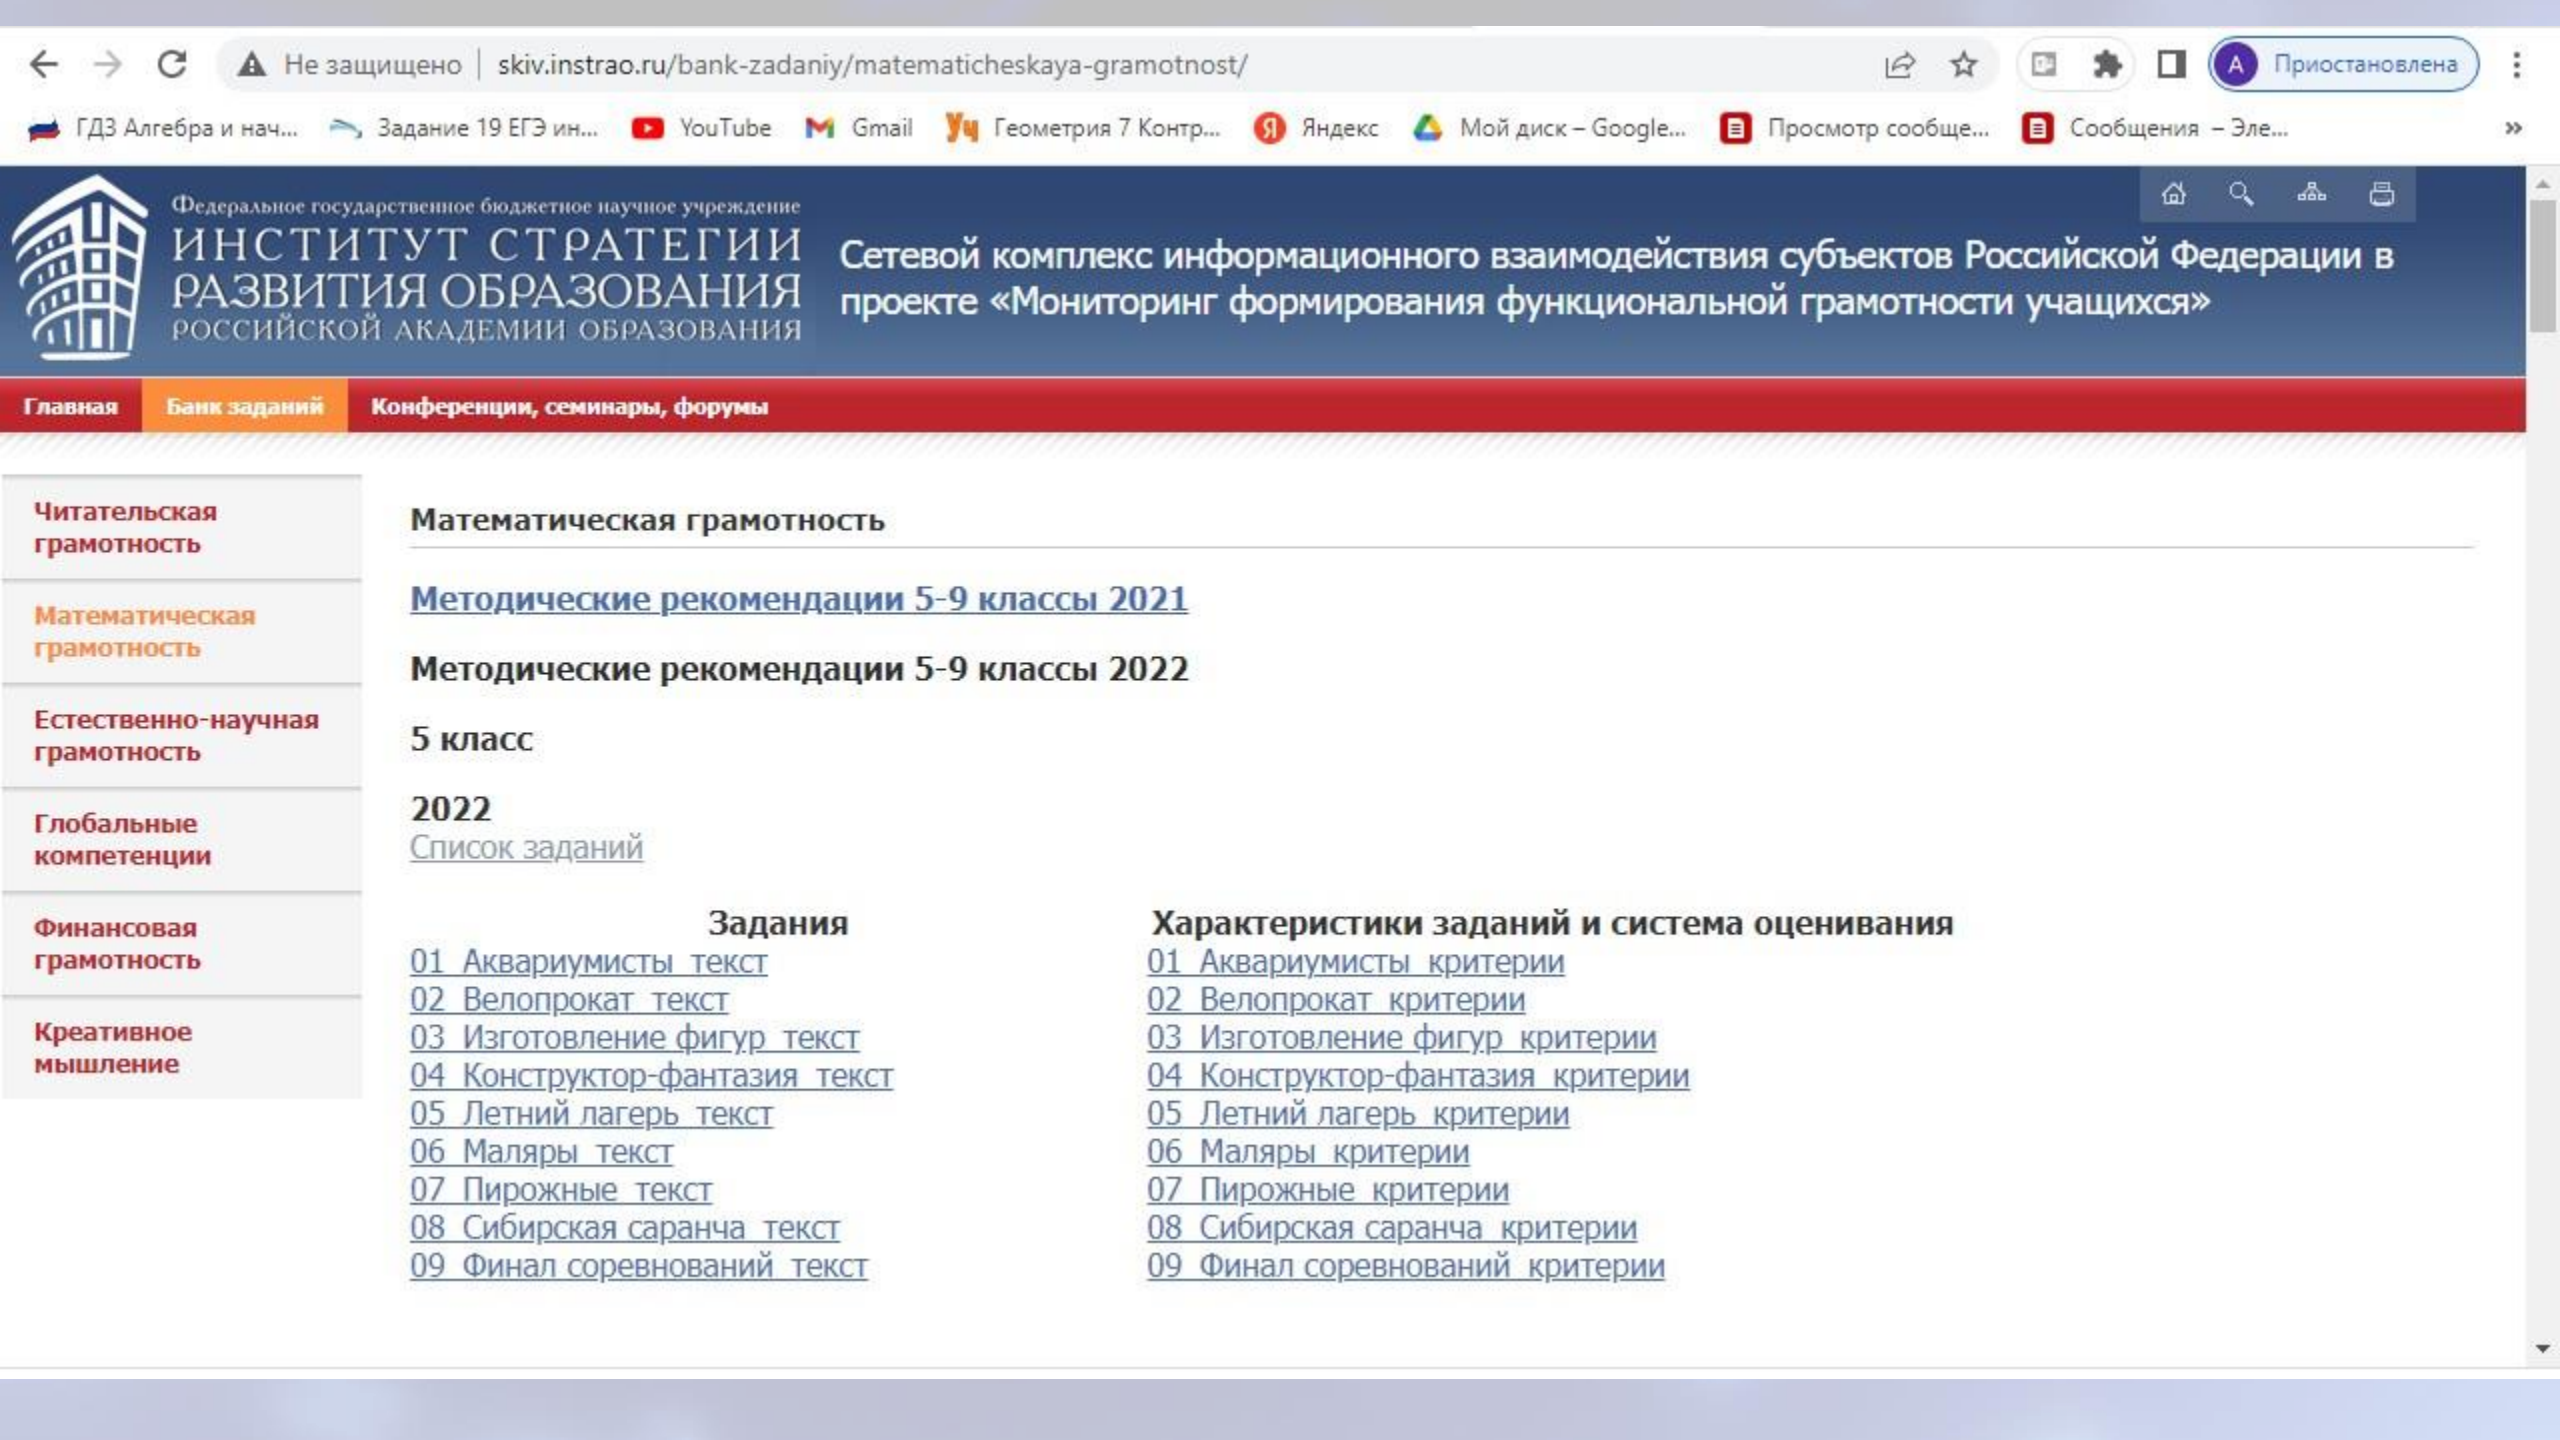 Не защищено | skiv.instrao.ru/bank-zadaniy/matematicheskaya-gramotnost/
А Приостановлена
ГДЗ Алгебра и нач... Задание 19 ЕГЭ ин... YouTube Gmail Уч Геометрия 7 Контр... Я Яндекс Мой диск – Google... Просмотр сообще... Сообщения – Эле... »
Федеральное государственное бюджетное научное учреждение
ИНСТИТУТ СТРАТЕГИИ
РАЗВИТИЯ ОБРАЗОВАНИЯ
РОССИЙСКОЙ АКАДЕМИИ ОБРАЗОВАНИЯ
Сетевой комплекс информационного взаимодействия субъектов Российской Федерации в
проекте «Мониторинг формирования функциональной грамотности учащихся»
Главная Банк заданий Конференции, семинары, форумы
Читательская
грамотность
Математическая
грамотность
Естественно-научная
грамотность
Глобальные
компетенции
Финансовая
грамотность
Креативное
мышление
Математическая грамотность
Методические рекомендации 5-9 классы 2021
Методические рекомендации 5-9 классы 2022
5 класс
2022
Список заданий
Задания Характеристики заданий и система оценивания
01_Аквариумисты_текст 01_Аквариумисты_критерии
02_Велопрокат_текст 02_Велопрокат_критерии
03_Изготовление фигур_текст 03_Изготовление фигур_критерии
04_Конструктор-фантазия_текст 04_Конструктор-фантазия_критерии
05_Летний лагерь_текст 05_Летний лагерь_критерии
06_Маляры_текст 06_Маляры_критерии
07_Пирожные_текст 07_Пирожные_критерии
08_Сибирская саранча_текст 08_Сибирская саранча_критерии
09_Финал соревнований_текст 09_Финал соревнований_критерии